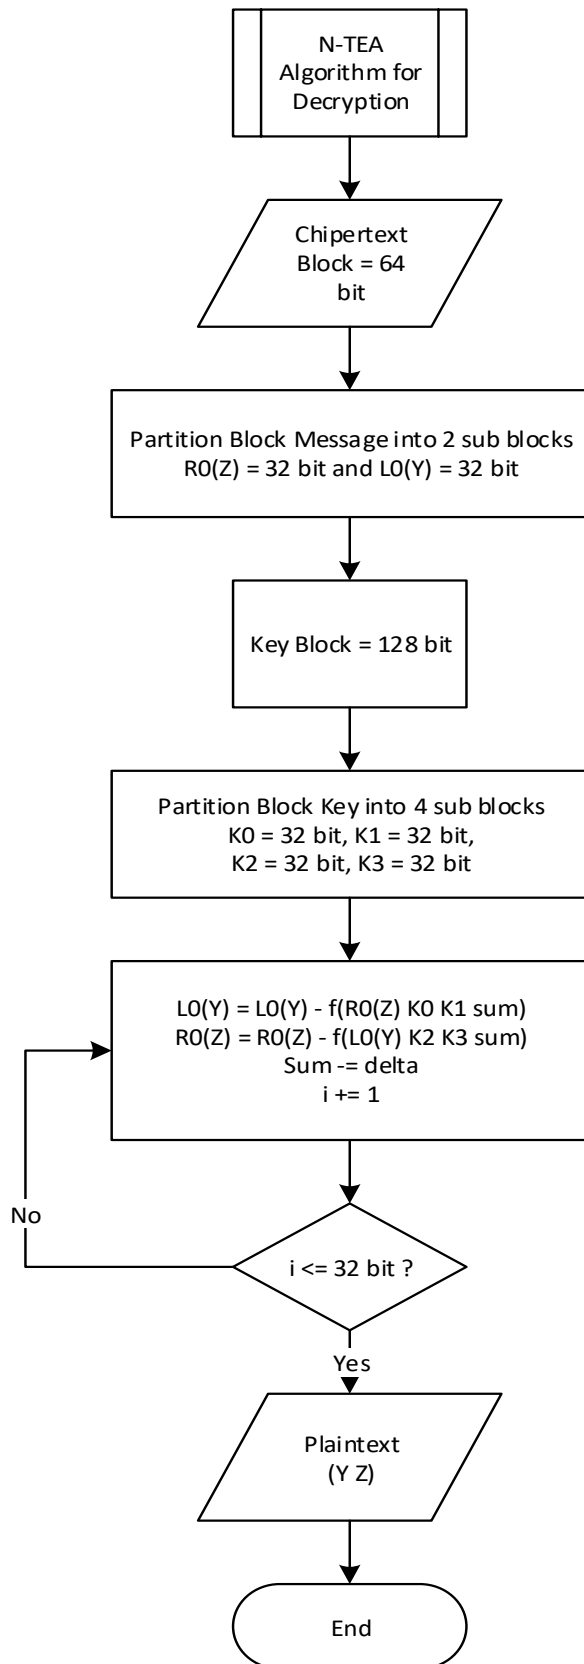 N-TEA
Algorithm for
Decryption
Chipertext
Block = 64
bit
Partition Block Message into 2 sub blocks
R0(Z) = 32 bit and L0(Y) = 32 bit
Key Block = 128 bit
Partition Block Key into 4 sub blocks
K0 = 32 bit, K1 = 32 bit,
K2 = 32 bit, K3 = 32 bit
L0(Y) = L0(Y) - f(R0(Z) K0 K1 sum)
R0(Z) = R0(Z) - f(L0(Y) K2 K3 sum)
Sum -= delta
i += 1
No
i <= 32 bit ?
Yes
Plaintext
(Y Z)
End